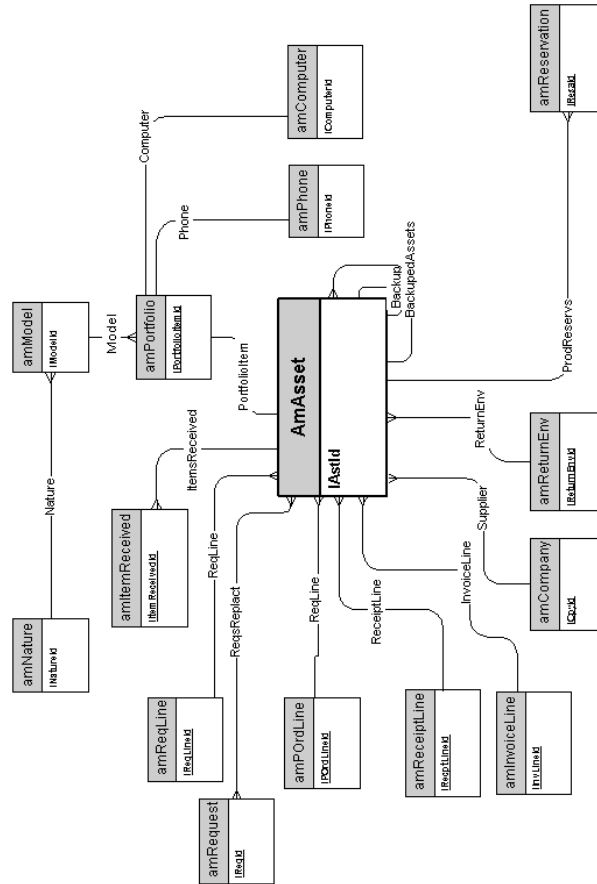 amNature
lNatureId
Nature
amModel
lModelId
Model
amPortfolio
lPortfolioItemId
Computer
amComputer
lComputerId
Phone
amPhone
lPhoneId
PortfolioItem
amItemReceived
lItemReceivedId
ItemsReceived
amReqLine
lReqLineId
ReqLine
amRequest
lReqId
ReqsReplact
AmAsset
lAstId
Backup
BackupedAssets
amPOrdLine
lPOrdLineId
ReqLine
amReceiptLine
lRecptLineId
ReceiptLine
amInvoiceLine
lInvLineId
InvoiceLine
amCompany
lCpyId
Supplier
amReturnEnv
lReturnEnvId
ReturnEnv
ProdReservs
amReservation
lResaId